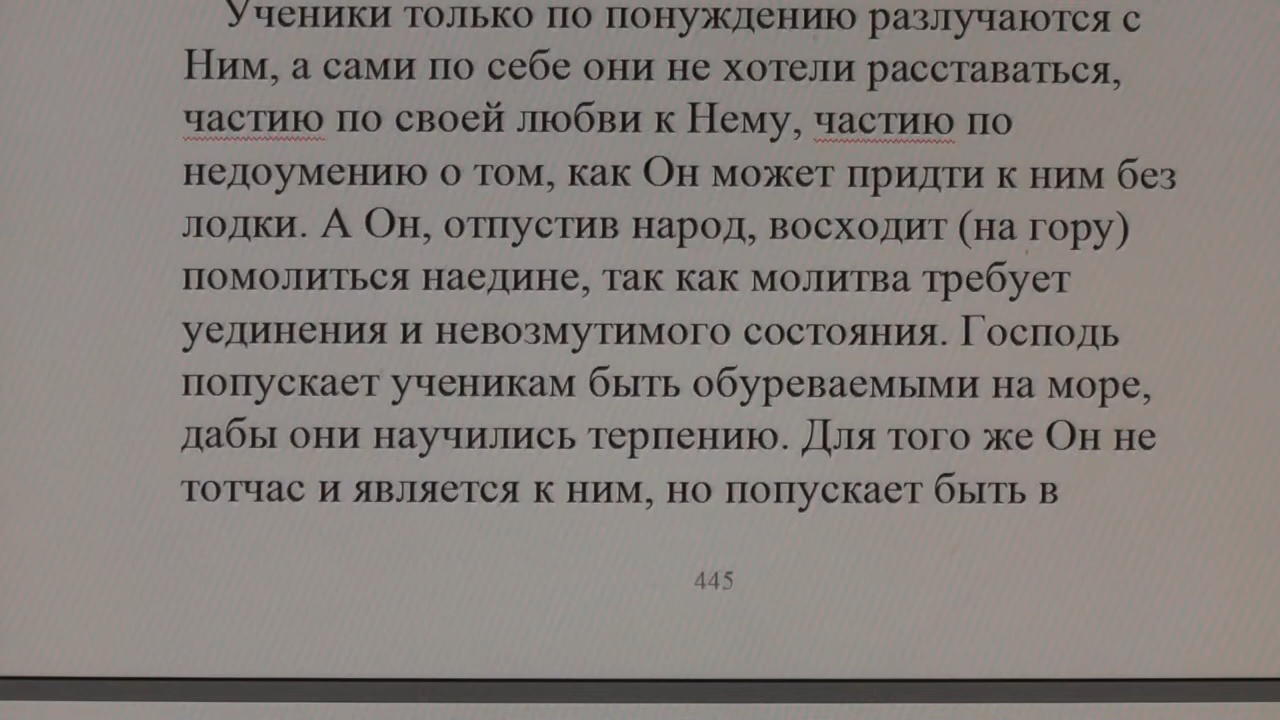 Ученики только по понуждению разлучаются с
Ним, а сами по себе они не хотели расставаться,
частию по своей любви к Нему, частию по
недоумению о том, как Он может придти к ним без
лодки. А Он, отпустив народ, восходит (на гору)
помолиться наедине, так как молитва требует
уединения и невозмутимого состояния. Господь
попускает ученикам быть обуреваемыми на море,
дабы они научились терпению. Для того же Он не
тотчас и является к ним, но попускает быть в
445